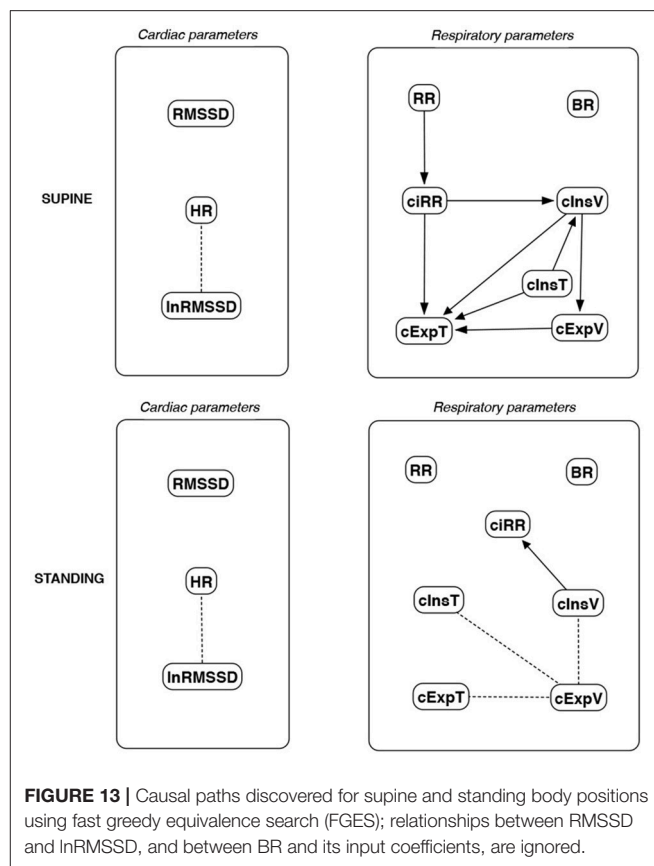 Cardiac parameters
Respiratory parameters
SUPINE
RMSSD
HR
lnRMSSD
RR
BR
ciRR
cInsV
cInsT
cExpT
cExpV
Cardiac parameters
Respiratory parameters
STANDING
RMSSD
HR
lnRMSSD
RR
BR
ciRR
cInsT
cInsV
cExpT
cExpV
FIGURE 13 | Causal paths discovered for supine and standing body positions
using fast greedy equivalence search (FGES); relationships between RMSSD
and lnRMSSD, and between BR and its input coefficients, are ignored.